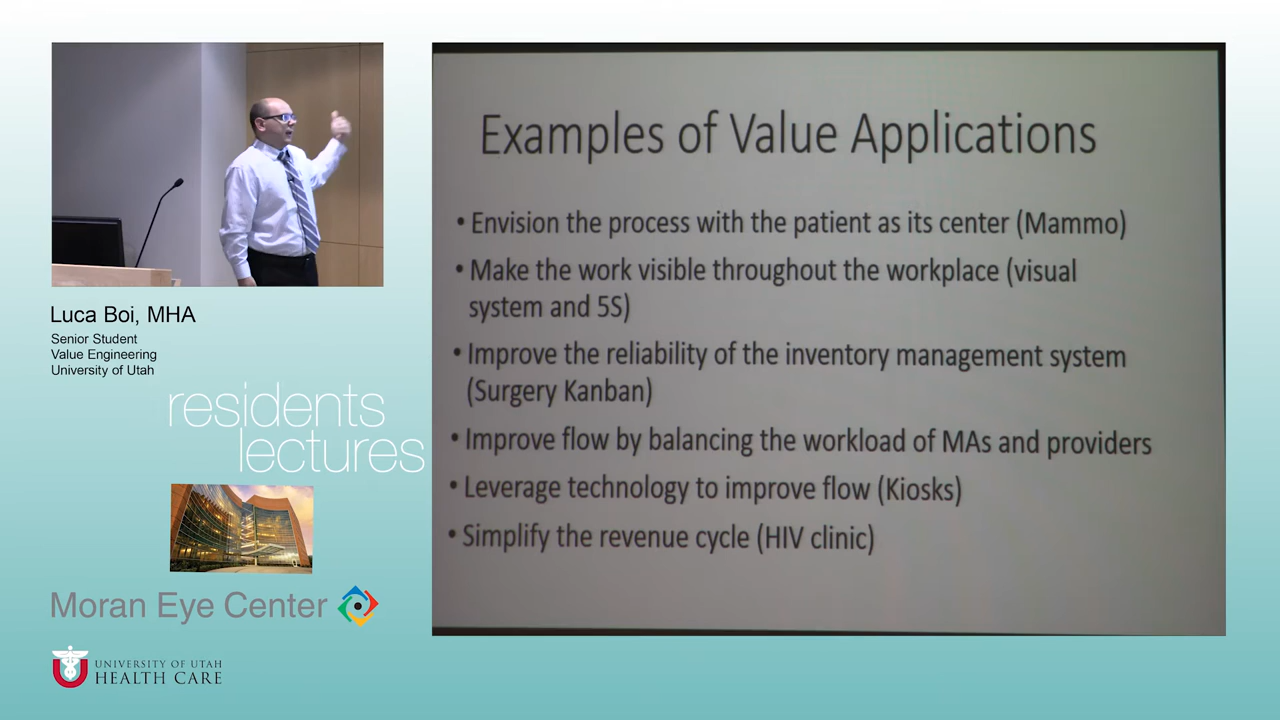 Luca Boi, MHA
Senior Student
Value Engineering
University of Utah
residents
lectures
Moran Eye Center
UNIVERSITY OF UTAH
HEALTH CARE
Examples of Value Applications
• Envision the process with the patient as its center (Mammo)
• Make the work visible throughout the workplace (visual
system and 5S)
• Improve the reliability of the inventory management system
(Surgery Kanban)
• Improve flow by balancing the workload of MAs and providers
• Leverage technology to improve flow (Kiosks)
• Simplify the revenue cycle (HIV clinic)